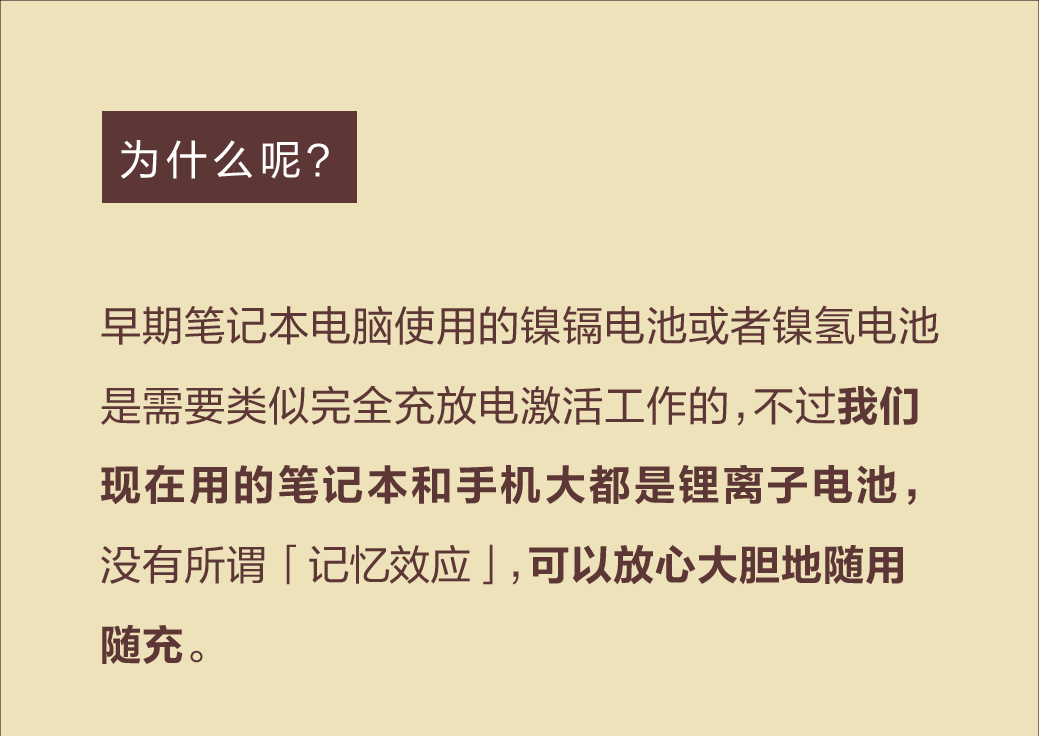 为什么呢？
早期笔记本电脑使用的镍镉电池或者镍氢电池
是需要类似完全充放电激活工作的，不过我们
现在用的笔记本和手机大都是锂离子电池，
没有所谓「记忆效应」，可以放心大胆地随用
随充。